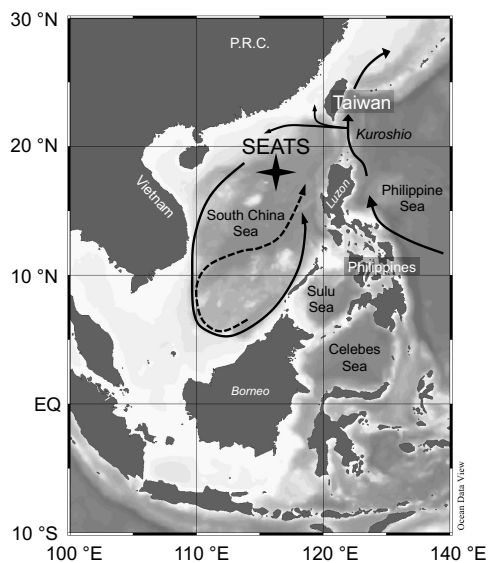 30 °N
P.R.C.
Taiwan
Kuroshio
20 °N
SEATS
Vietnam
Luzon
Philippine
Sea
South China
Sea
10 °N
Philippines
Sulu
Sea
Celebes
Sea
Borneo
EQ
Ocean Data View
10 °S
100 °E
110 °E
120 °E
140 °E